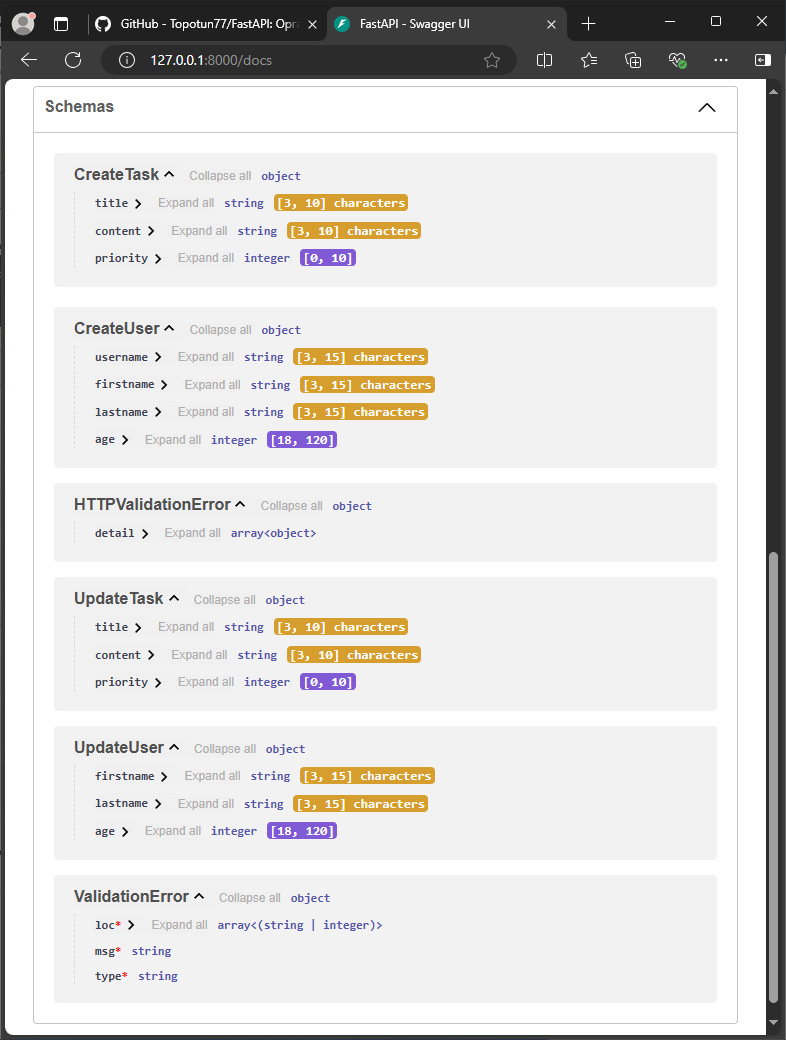 GitHub - Topotun77/FastAPI: Opra
FastAPI - Swagger UI
127.0.0.1:8000/docs
Schemas
CreateTask Collapse all object
title Expand all string [3, 10] characters
content Expand all string [3, 10] characters
priority Expand all integer [0, 10]
CreateUser Collapse all object
username Expand all string [3, 15] characters
firstname Expand all string [3, 15] characters
lastname Expand all string [3, 15] characters
age Expand all integer [18, 120]
HTTPValidationError Collapse all object
detail Expand all array<object>
UpdateTask Collapse all object
title Expand all string [3, 10] characters
content Expand all string [3, 10] characters
priority Expand all integer [0, 10]
UpdateUser Collapse all object
firstname Expand all string [3, 15] characters
lastname Expand all string [3, 15] characters
age Expand all integer [18, 120]
ValidationError Collapse all object
loc* Expand all array<(string | integer)>
msg* string
type* string